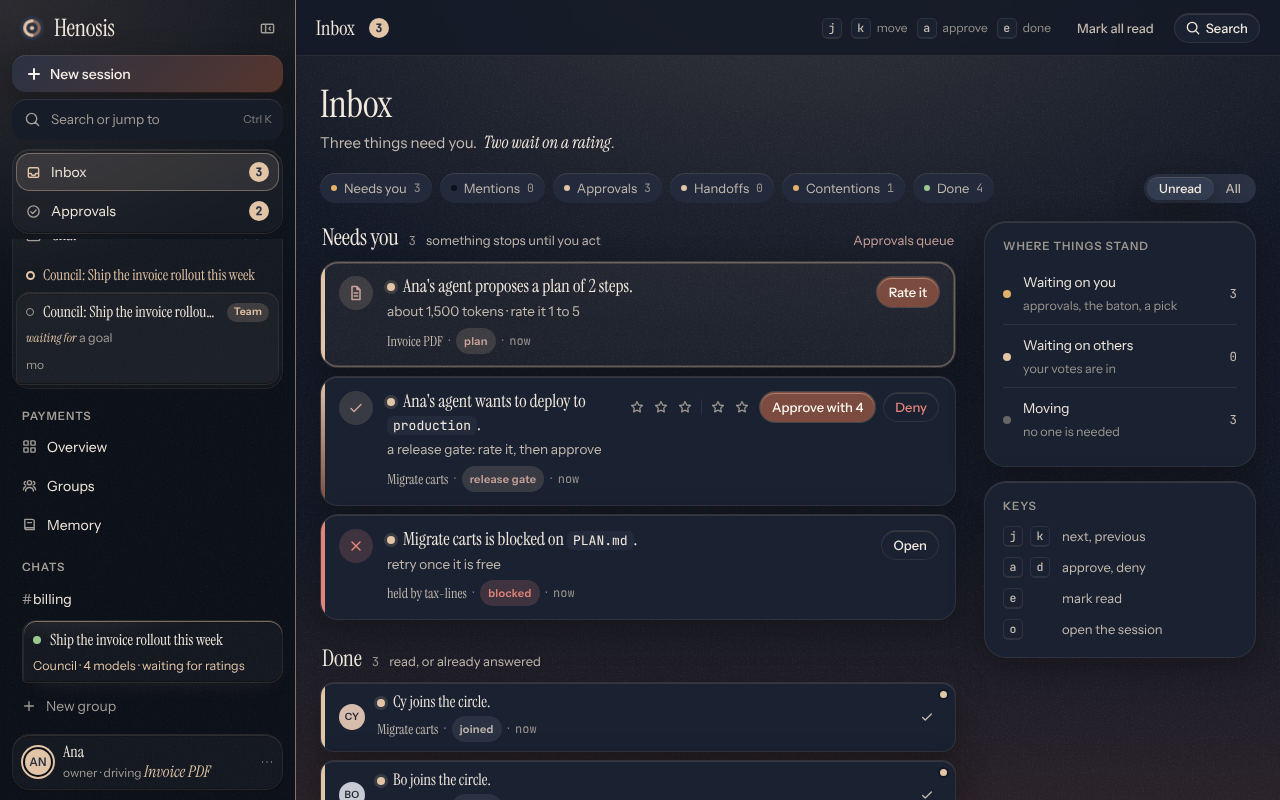 Henosis
New session
Search or jump to Ctrl K
Inbox 3
Approvals 2
Council: Ship the invoice rollout this week
Council: Ship the invoice rollou... Team
waiting for a goal
mo
PAYMENTS
Overview
Groups
Memory
CHATS
#billing
Ship the invoice rollout this week
Council · 4 models · waiting for ratings
New group
AN Ana
owner · driving Invoice PDF
Inbox 3 j k move a approve e done Mark all read Search
Inbox
Three things need you. Two wait on a rating.
Needs you 3 Mentions 0 Approvals 3 Handoffs 0 Contentions 1 Done 4 Unread All
Needs you 3 something stops until you act Approvals queue
Ana's agent proposes a plan of 2 steps. Rate it
about 1,500 tokens · rate it 1 to 5
Invoice PDF · plan · now
Ana's agent wants to deploy to Approve with 4 Deny
production .
a release gate: rate it, then approve
Migrate carts · release gate · now
Migrate carts is blocked on PLAN.md . Open
retry once it is free
held by tax-lines · blocked · now
Done 3 read, or already answered
CY Cy joins the circle.
Migrate carts · joined · now
BO Bo joins the circle.
WHERE THINGS STAND
Waiting on you 3
approvals, the baton, a pick
Waiting on others 0
your votes are in
Moving 3
no one is needed
KEYS
j k next, previous
a d approve, deny
e mark read
o open the session